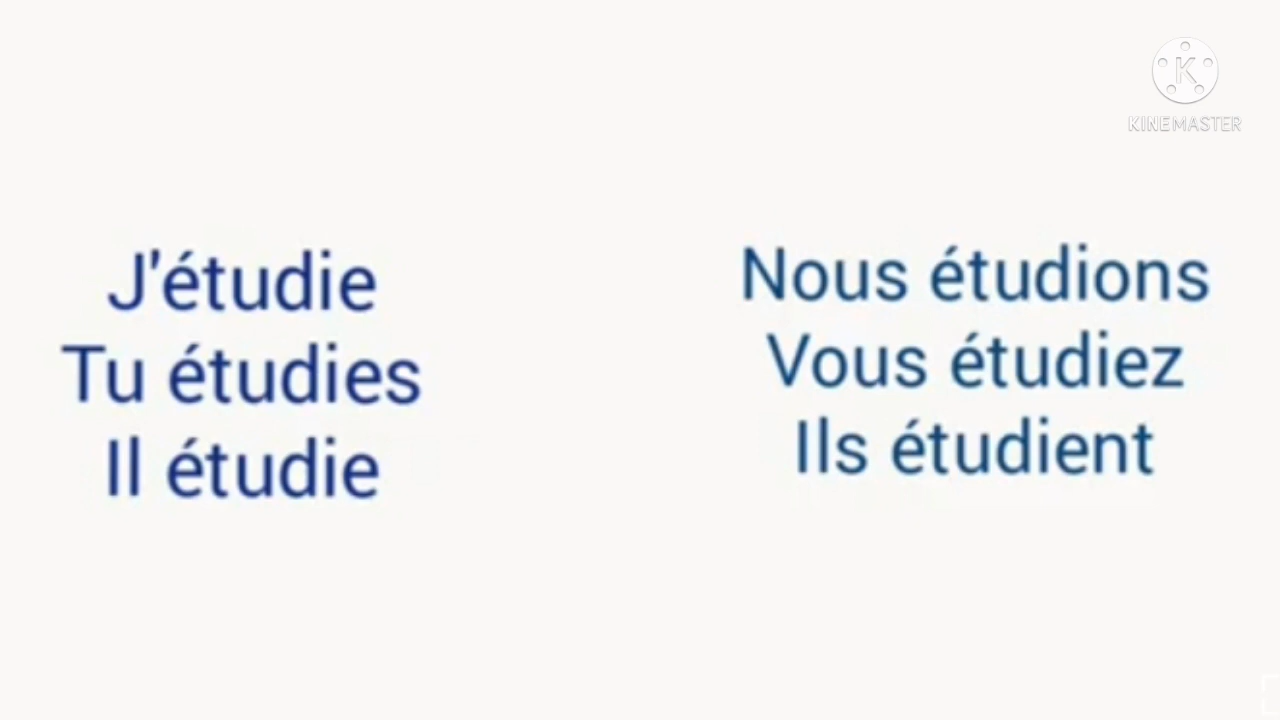 KINEMASTER
J'étudie
Tu étudies
Il étudie
Nous étudions
Vous étudiez
Ils étudient